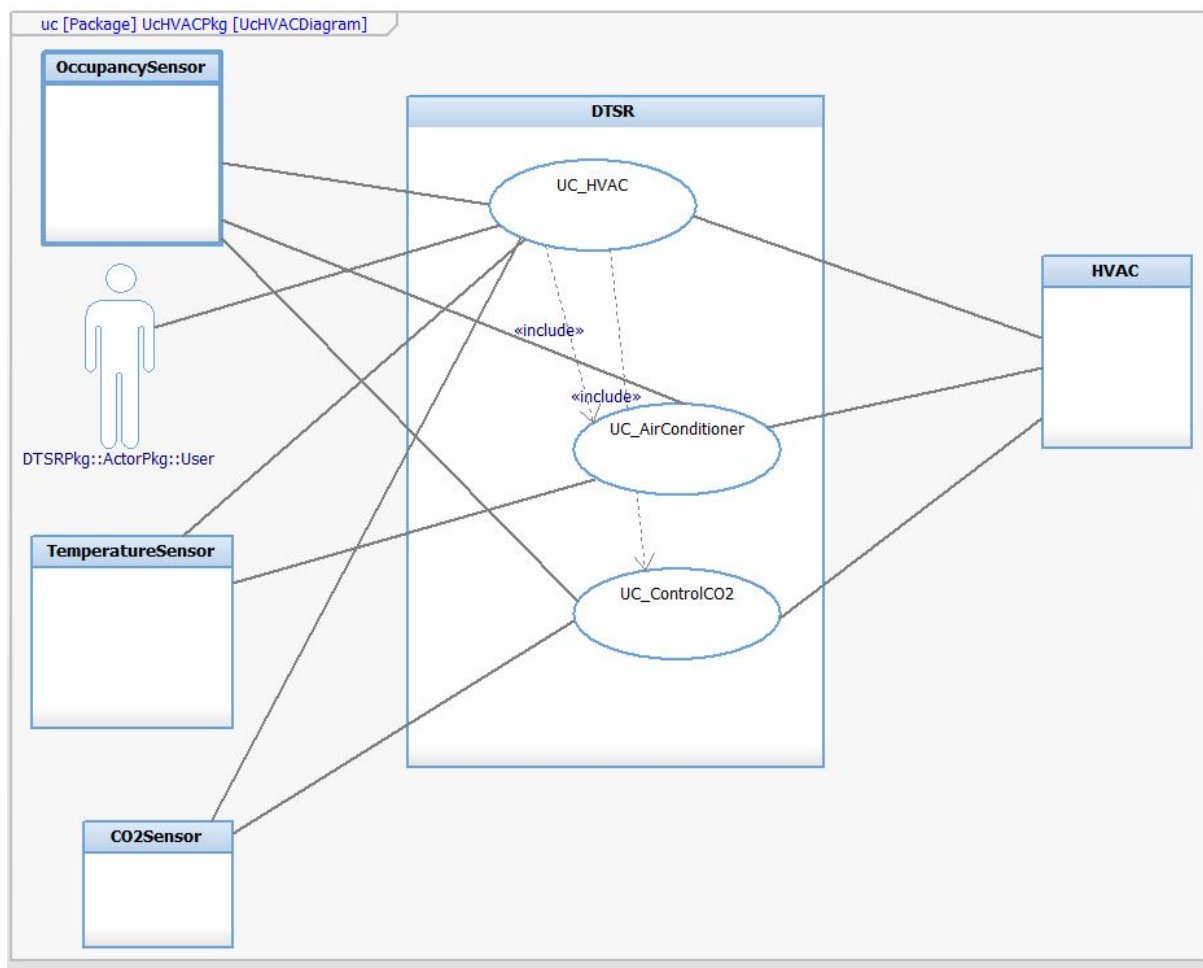 uc [Package] UcHVACPkg [UcHVACDiagram]
OccupancySensor
DTSR
UC_HVAC
HVAC
«include»
«include»
UC_AirConditioner
DTSRPkg::ActorPkg::User
TemperatureSensor
UC_ControlCO2
CO2Sensor